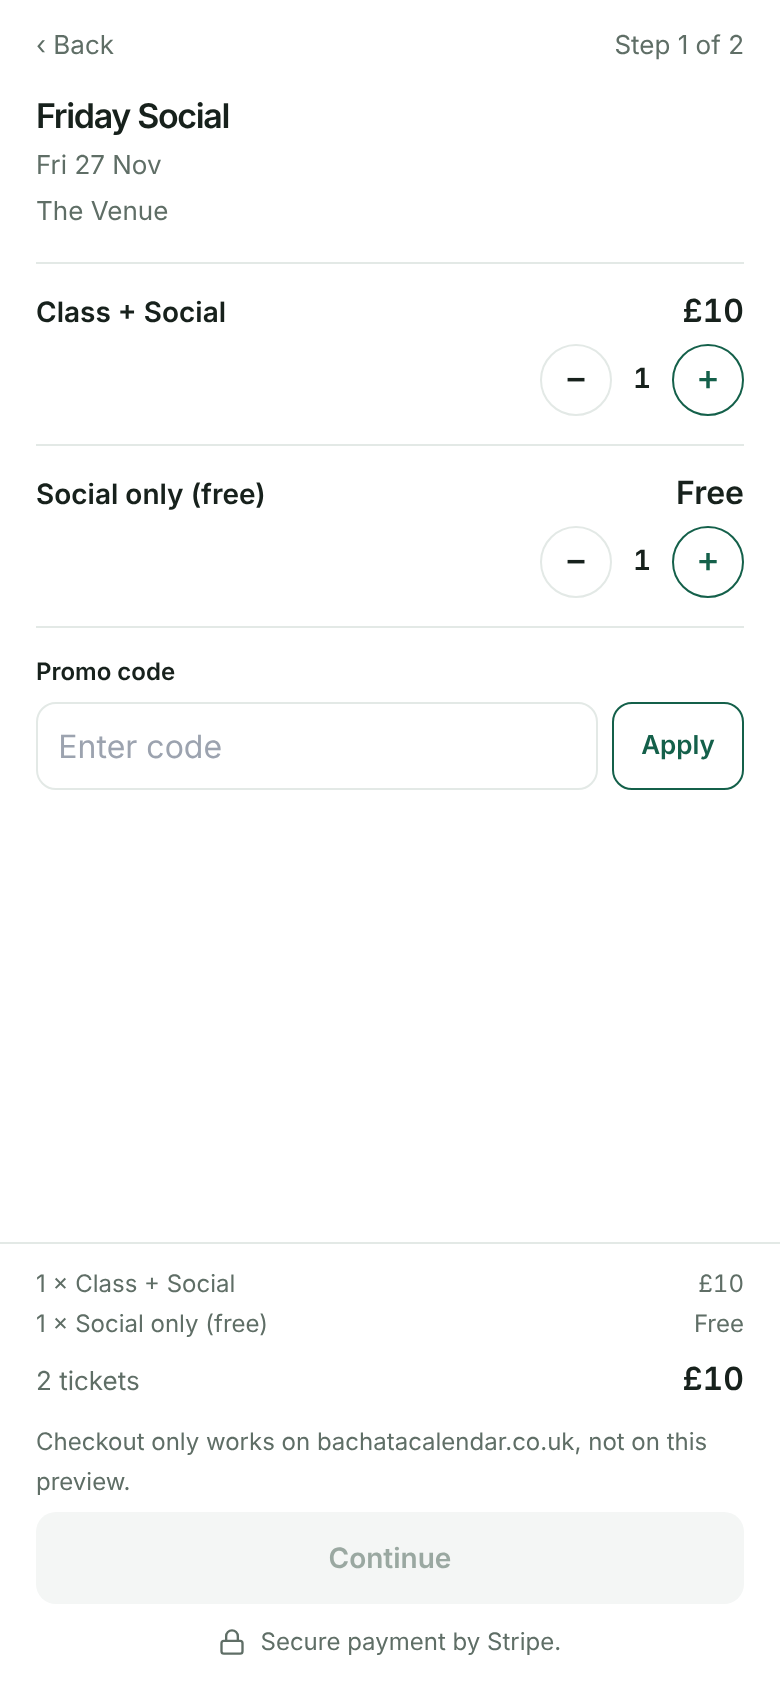 ‹ Back
Step 1 of 2
Friday Social
Fri 27 Nov
The Venue
Class + Social
£10
− 1 +
Social only (free)
Free
− 1 +
Promo code
Enter code
Apply
1 × Class + Social
£10
1 × Social only (free)
Free
2 tickets
£10
Checkout only works on bachatacalendar.co.uk, not on this
preview.
Continue
Secure payment by Stripe.